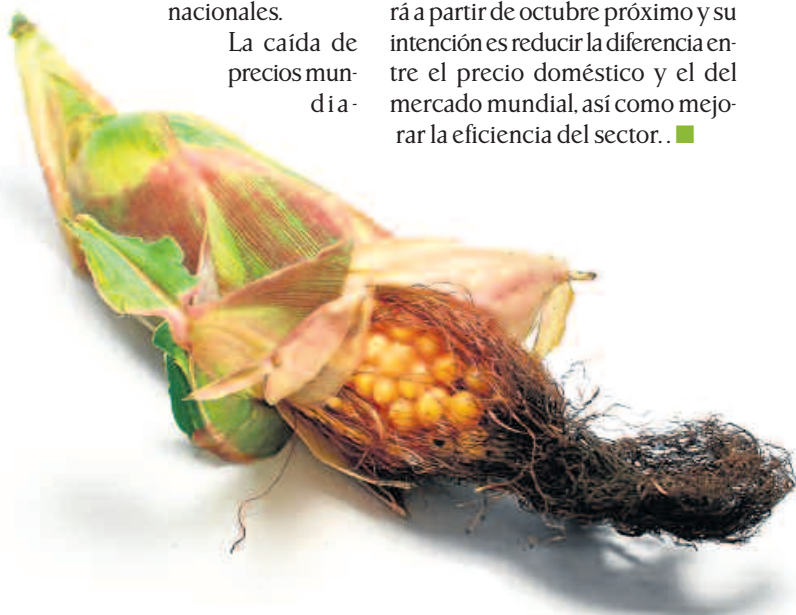 nacionales.
La caída de
precios mun-
dia-
rá a partir de octubre próximo y su
intención es reducir la diferencia en-
tre el precio doméstico y el del
mercado mundial, así como mejo-
rar la eficiencia del sector. .